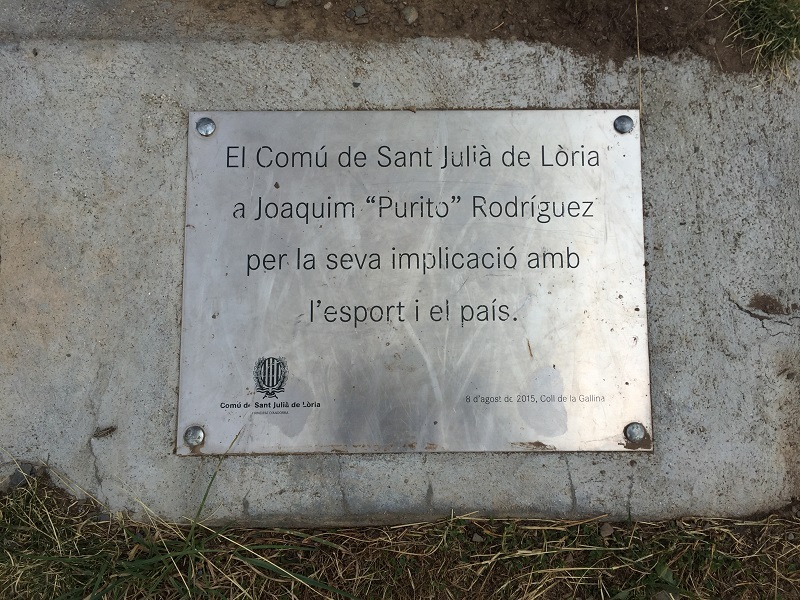 El Comú de Sant Julià de Lòria
a Joaquim “Purito” Rodríguez
per la seva implicació amb
l’esport i el país.
Comú de Sant Julià de Lòria
8 d’agost de 2015, Coll de la Gallina